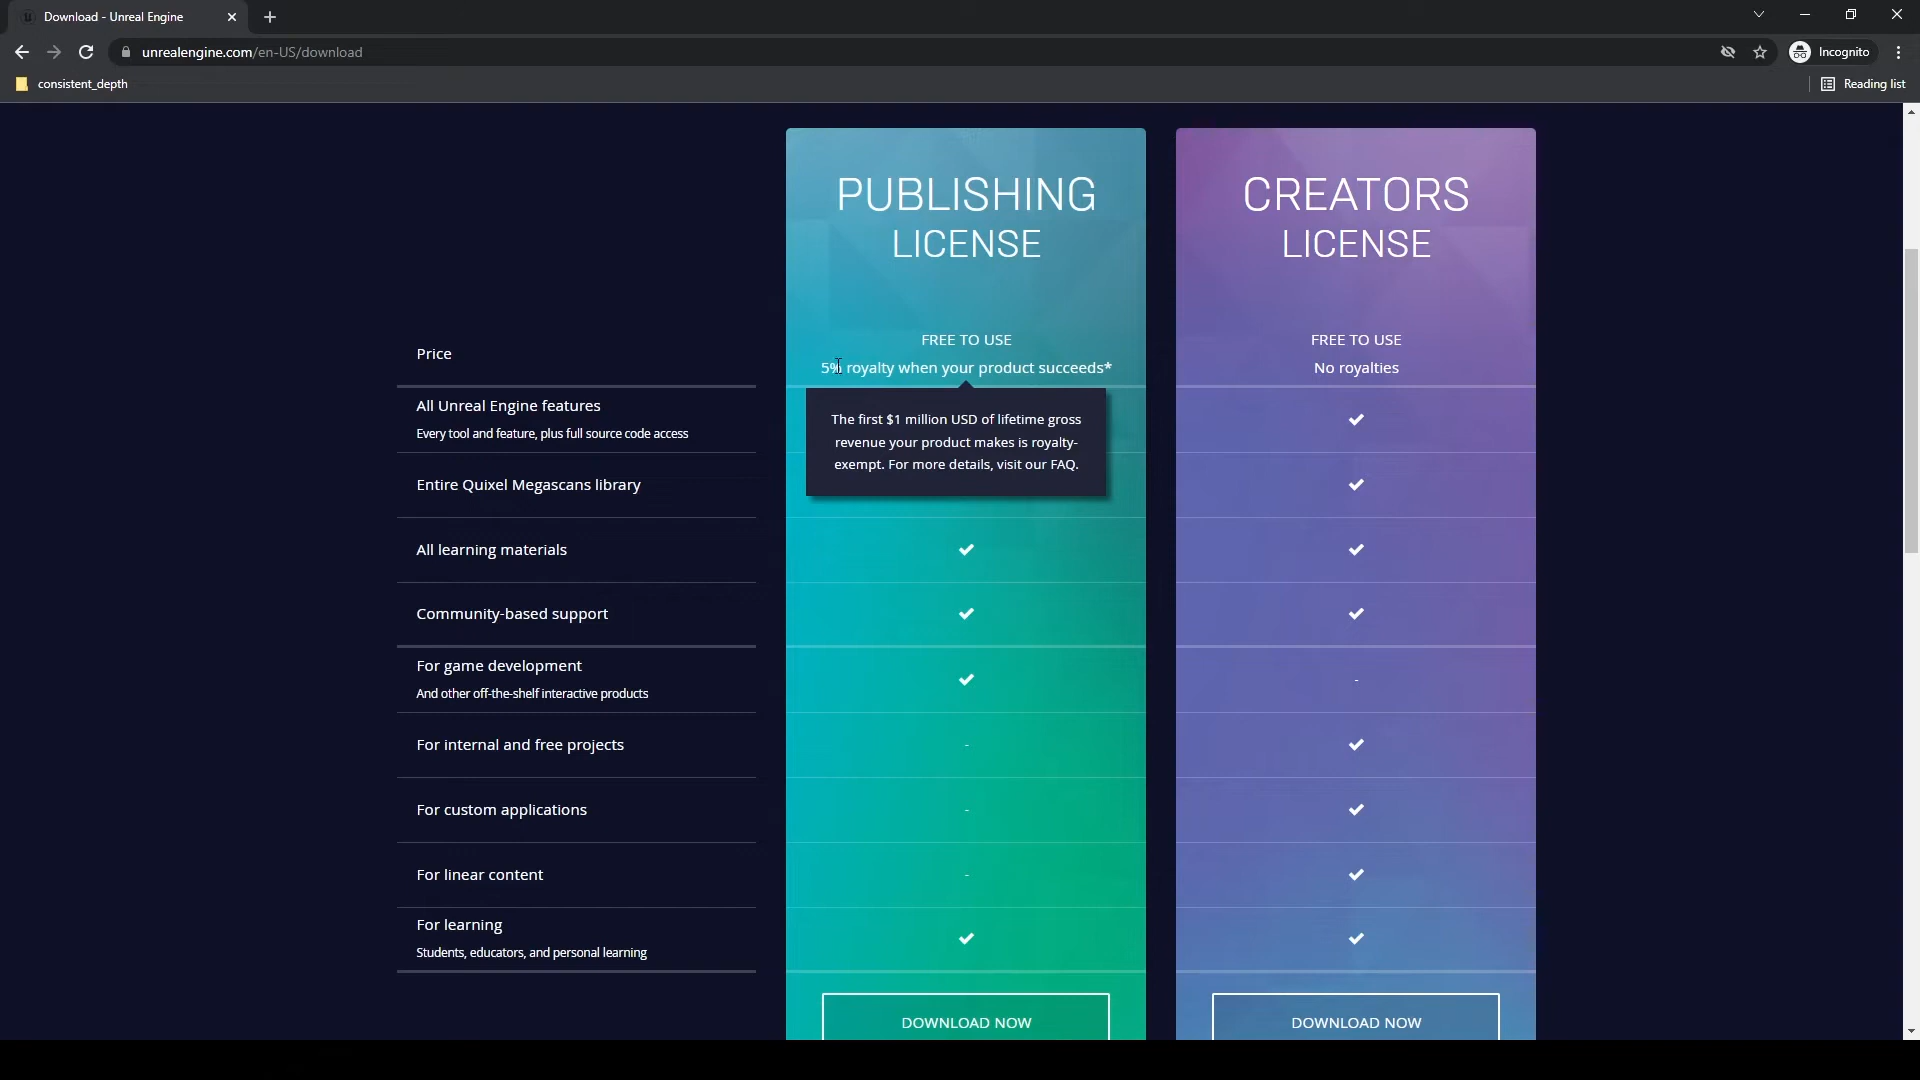 Download - Unreal Engine
unrealengine.com/en-US/download
Incognito
consistent_depth
Reading list
PUBLISHING
LICENSE
CREATORS
LICENSE
Price
FREE TO USE
5% royalty when your product succeeds*
FREE TO USE
No royalties
The first $1 million USD of lifetime gross
revenue your product makes is royalty-
exempt. For more details, visit our FAQ.
All Unreal Engine features
Every tool and feature, plus full source code access
Entire Quixel Megascans library
All learning materials
Community-based support
For game development
And other off-the-shelf interactive products
-
For internal and free projects
-
For custom applications
-
For linear content
-
For learning
Students, educators, and personal learning
DOWNLOAD NOW
DOWNLOAD NOW